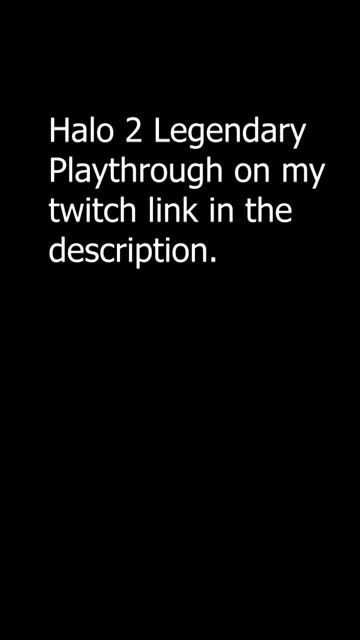 Halo 2 Legendary
Playthrough on my
twitch link in the
description.